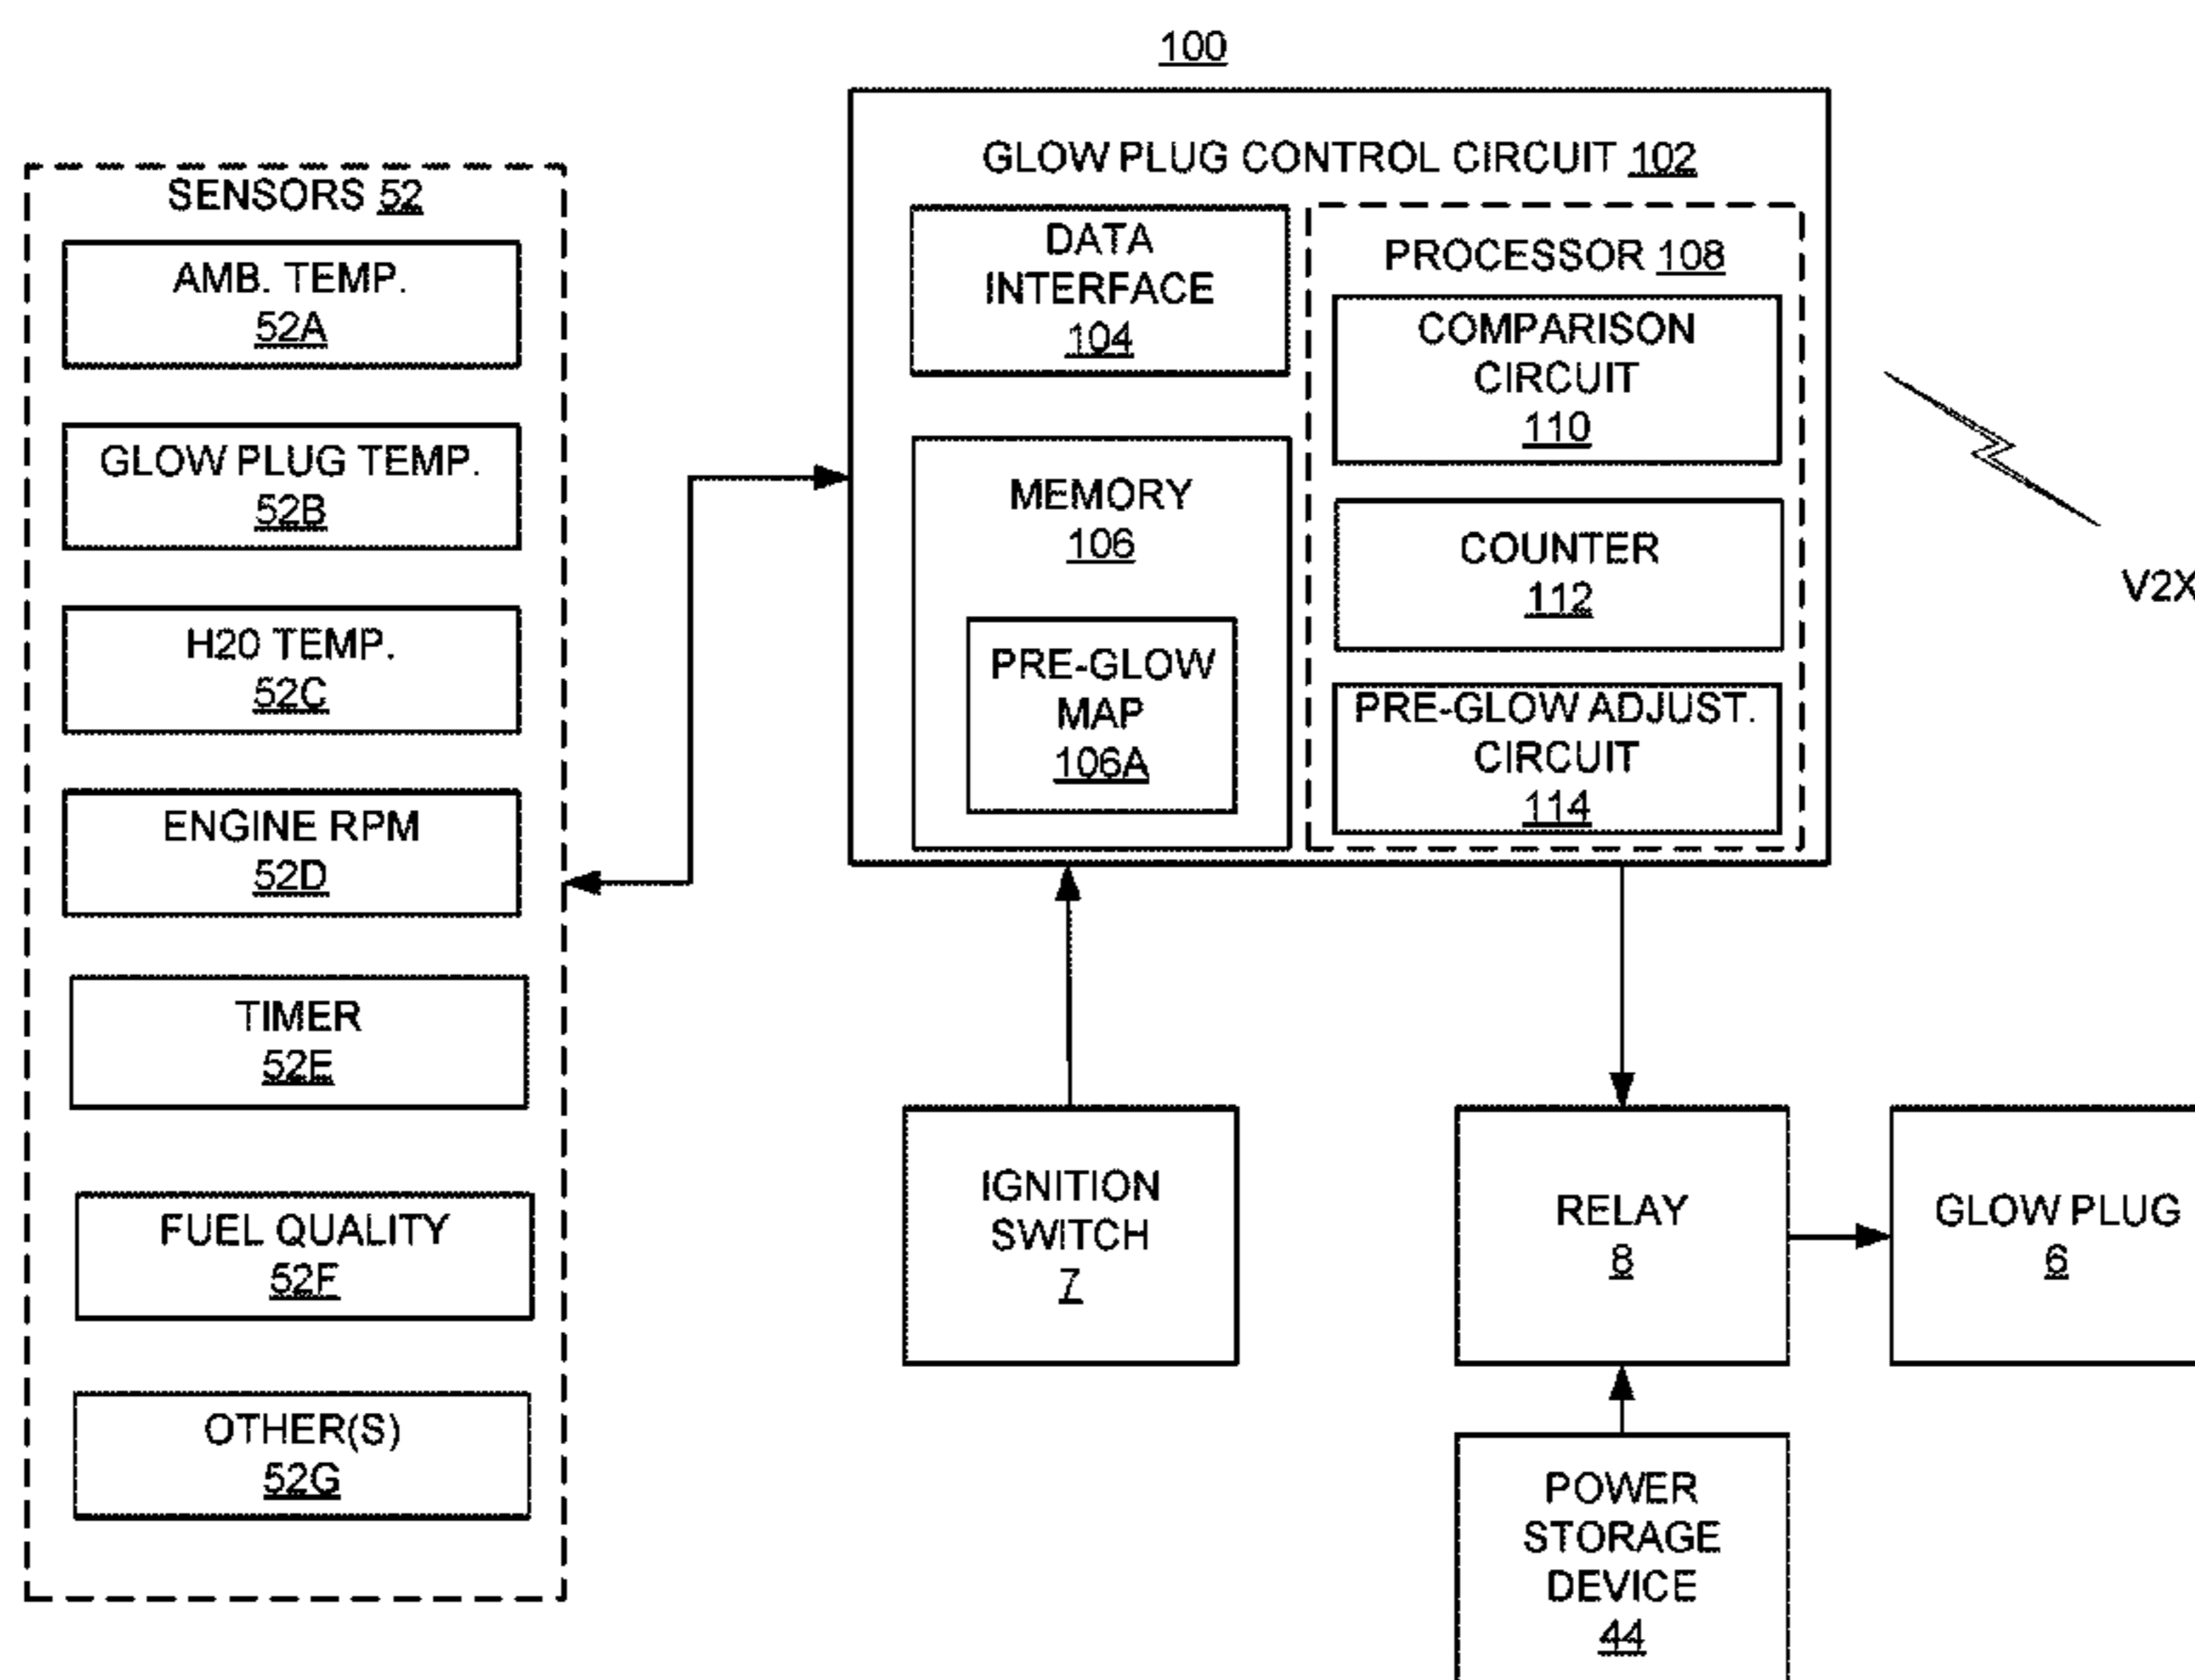 100
SENSORS 52
AMB. TEMP.
52A
GLOW PLUG TEMP.
52B
H20 TEMP.
52C
ENGINE RPM
52D
TIMER
52E
FUEL QUALITY
52F
OTHER(S)
52G
GLOW PLUG CONTROL CIRCUIT 102
DATA
INTERFACE
104
MEMORY
106
PRE-GLOW
MAP
106A
PROCESSOR 108
COMPARISON
CIRCUIT
110
COUNTER
112
PRE-GLOW ADJUST.
CIRCUIT
114
V2X
IGNITION
SWITCH
7
RELAY
8
GLOW PLUG
6
POWER
STORAGE
DEVICE
44